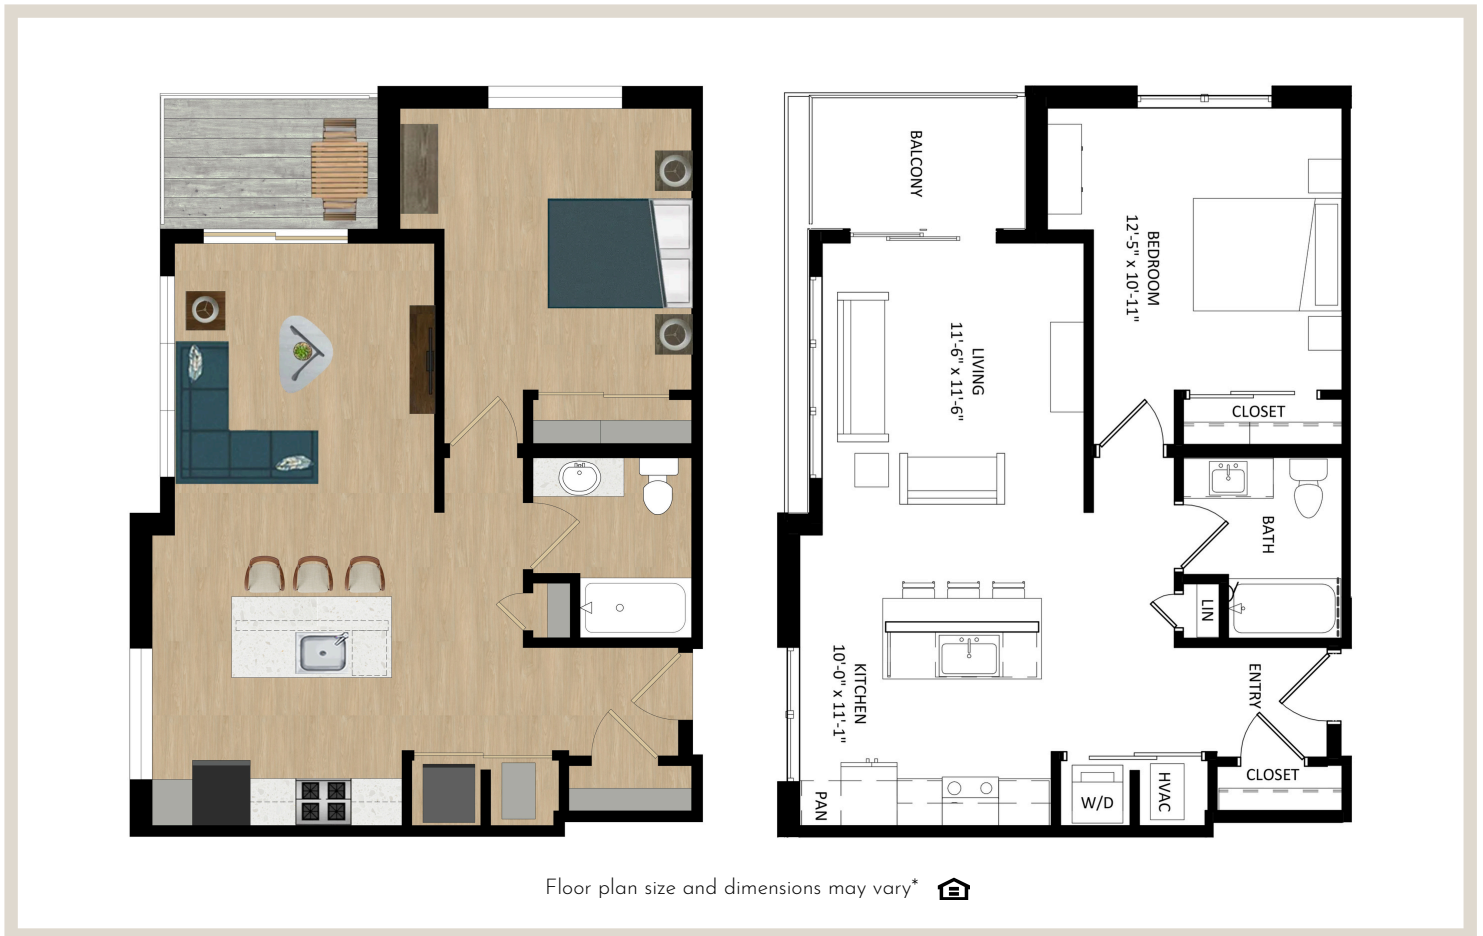 BALCONY
BEDROOM
12'-5" x 10'-11"
LIVING
11'-6" x 11'-6"
CLOSET
BATH
LIN
KITCHEN
10'-0" x 11'-1"
ENTRY
CLOSET
PAN
W/D
HVAC
Floor plan size and dimensions may vary*